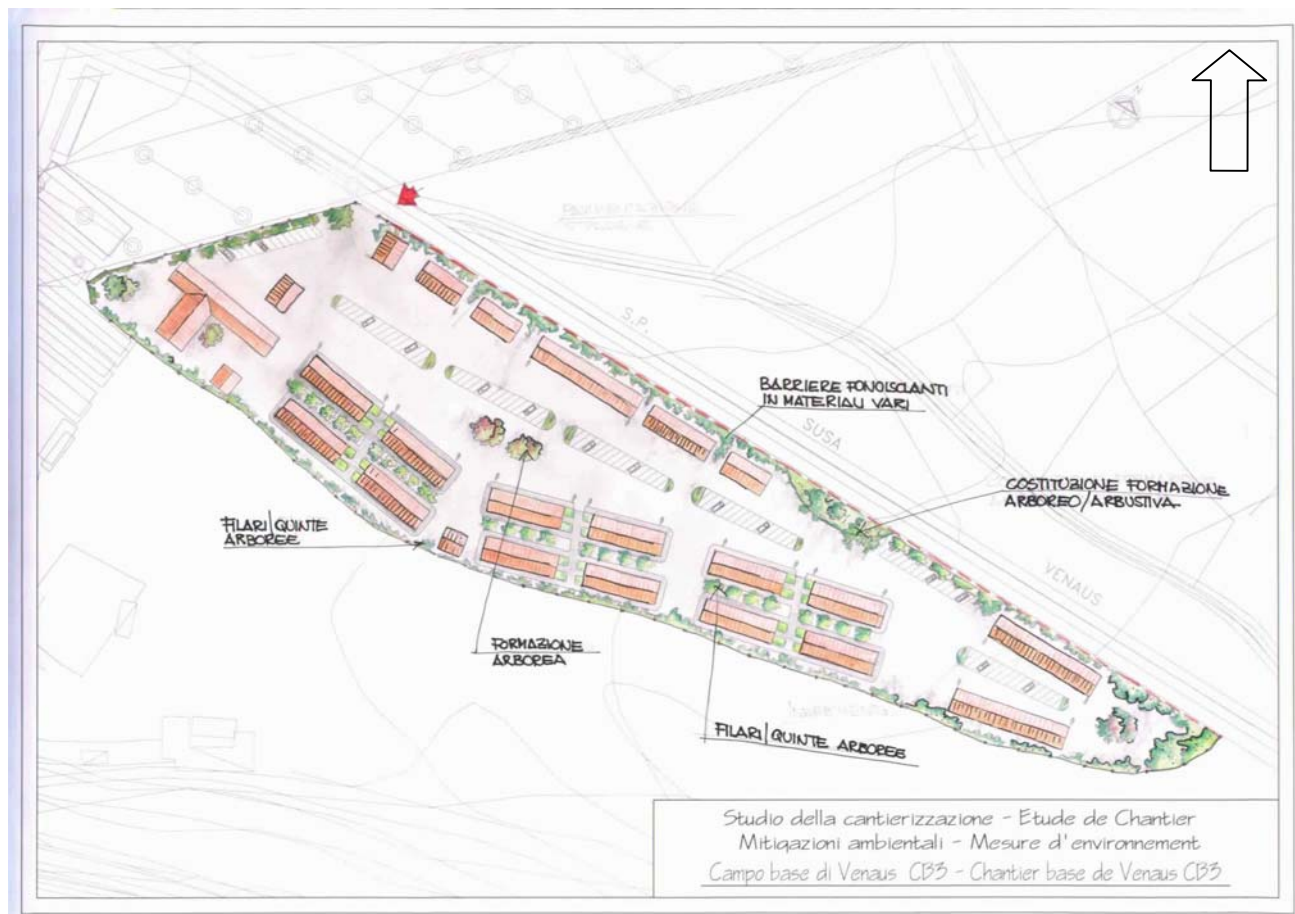 S.P.
BARRIERE FONOISOLANTI
IN MATERIALI VARI
SUSA
COSTITUZIONE FORMAZIONE
ARBOREO/ARBUSTIVA
FILARI/QUINTE
ARBOREE
VENAUS
FORMAZIONE
ARBOREA
FILARI/QUINTE ARBOREE
Studio della cantierizzazione - Etude de Chantier
Mitigazioni ambientali - Mesure d'environnement
Campo base di Venaus CB3 - Chantier base de Venaus CB3